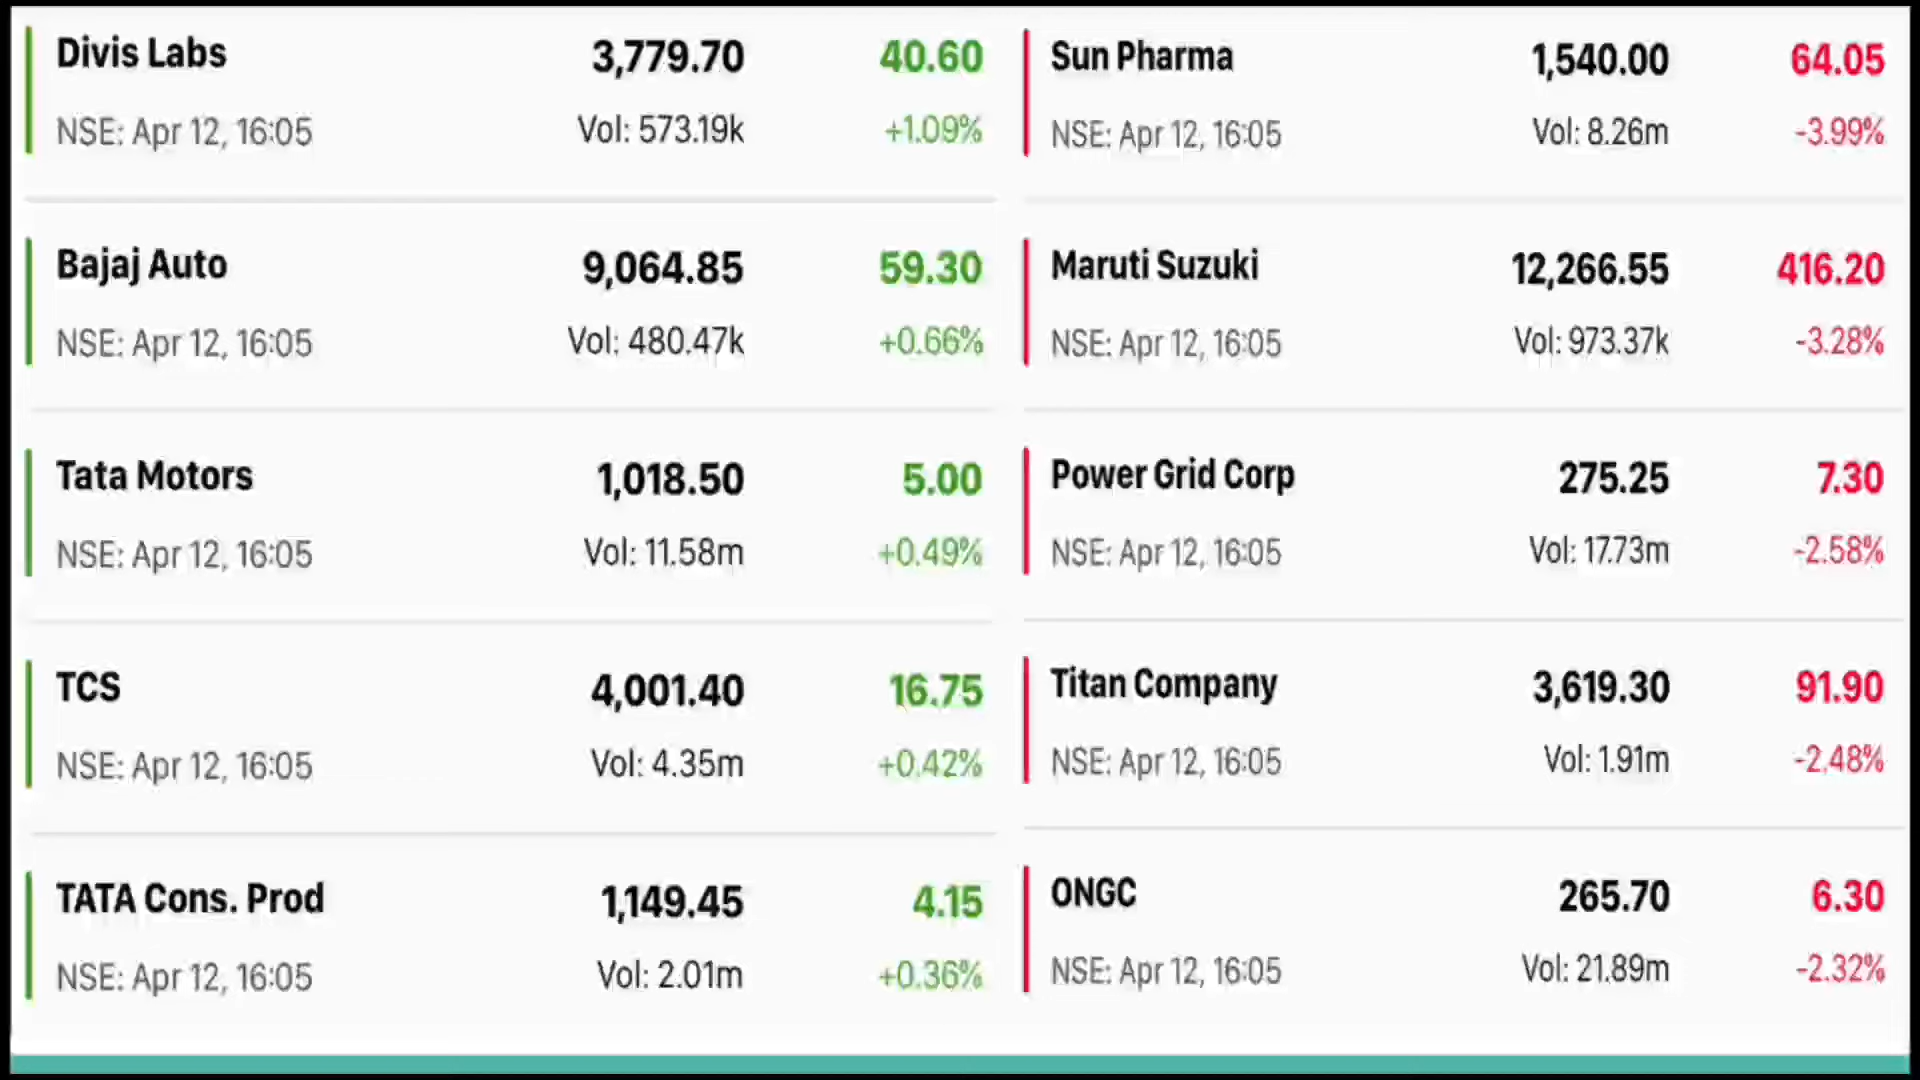 Divis Labs 3,779.70 40.60
NSE: Apr 12, 16:05 Vol: 573.19k +1.09%
Bajaj Auto 9,064.85 59.30
NSE: Apr 12, 16:05 Vol: 480.47k +0.66%
Tata Motors 1,018.50 5.00
NSE: Apr 12, 16:05 Vol: 11.58m +0.49%
TCS 4,001.40 16.75
NSE: Apr 12, 16:05 Vol: 4.35m +0.42%
TATA Cons. Prod 1,149.45 4.15
NSE: Apr 12, 16:05 Vol: 2.01m +0.36%
Sun Pharma 1,540.00 64.05
NSE: Apr 12, 16:05 Vol: 8.26m -3.99%
Maruti Suzuki 12,266.55 416.20
NSE: Apr 12, 16:05 Vol: 973.37k -3.28%
Power Grid Corp 275.25 7.30
NSE: Apr 12, 16:05 Vol: 17.73m -2.58%
Titan Company 3,619.30 91.90
NSE: Apr 12, 16:05 Vol: 1.91m -2.48%
ONGC 265.70 6.30
NSE: Apr 12, 16:05 Vol: 21.89m -2.32%